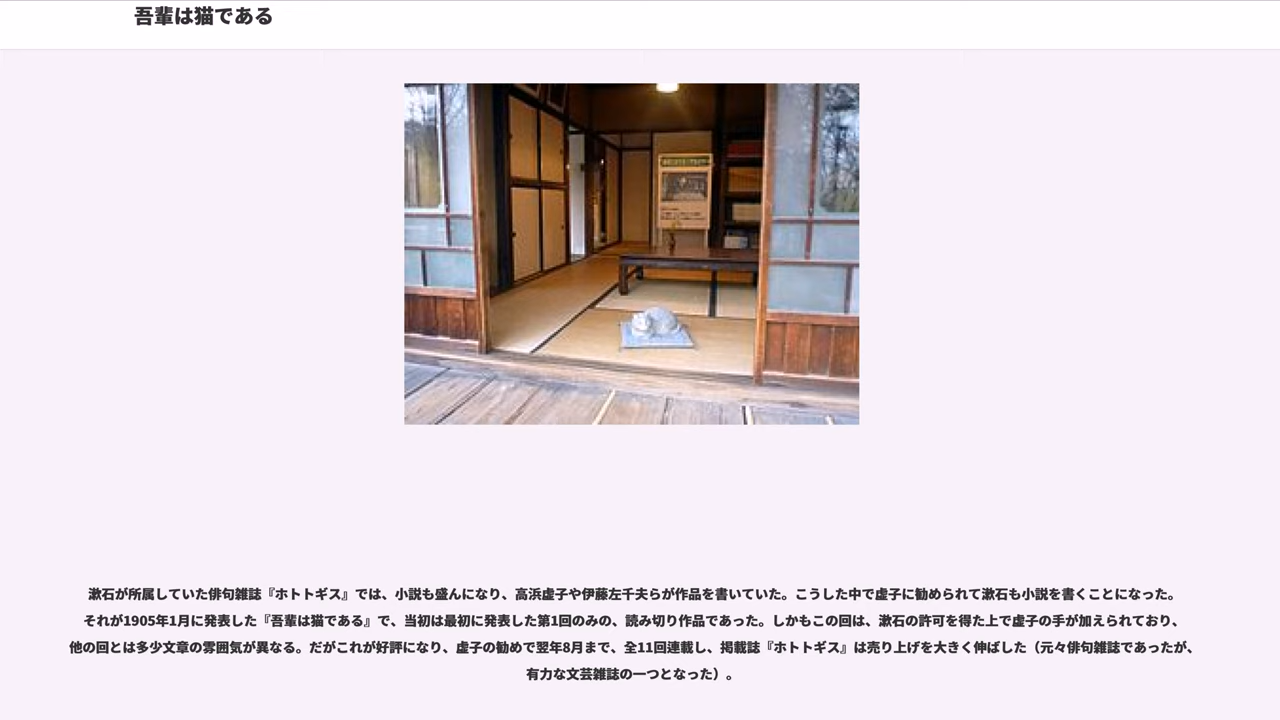 吾輩は猫である
漱石が所属していた俳句雑誌『ホトトギス』では、小説も盛んになり、高浜虚子や伊藤左千夫らが作品を書いていた。こうした中で虚子に勧められて漱石も小説を書くことになった。
それが1905年1月に発表した『吾輩は猫である』で、当初は最初に発表した第1回のみの、読み切り作品であった。しかもこの回は、漱石の許可を得た上で虚子の手が加えられており、
他の回とは多少文章の雰囲気が異なる。だがこれが好評になり、虚子の勧めで翌年8月まで、全11回連載し、掲載誌『ホトトギス』は売り上げを大きく伸ばした（元々俳句雑誌であったが、
有力な文芸雑誌の一つとなった）。